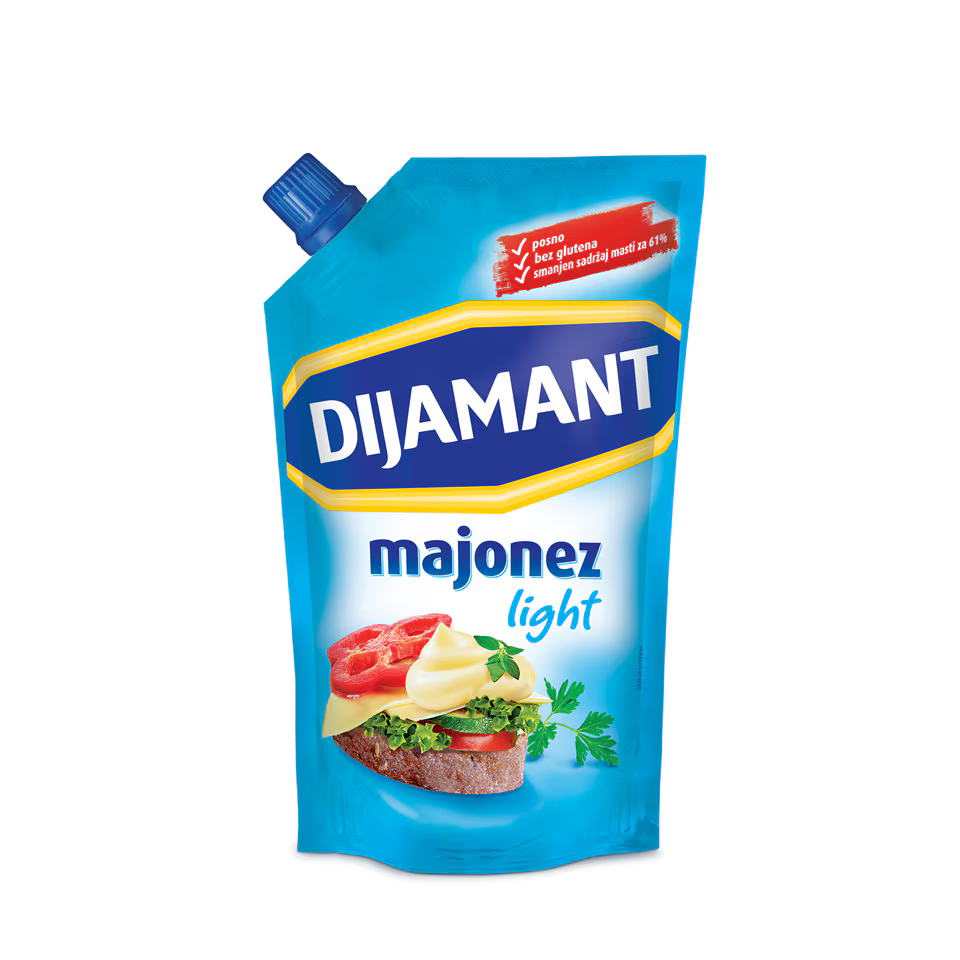 posno
bez glutena
smanjen sadržaj masti za 61%
DIJAMANT
majonez
light